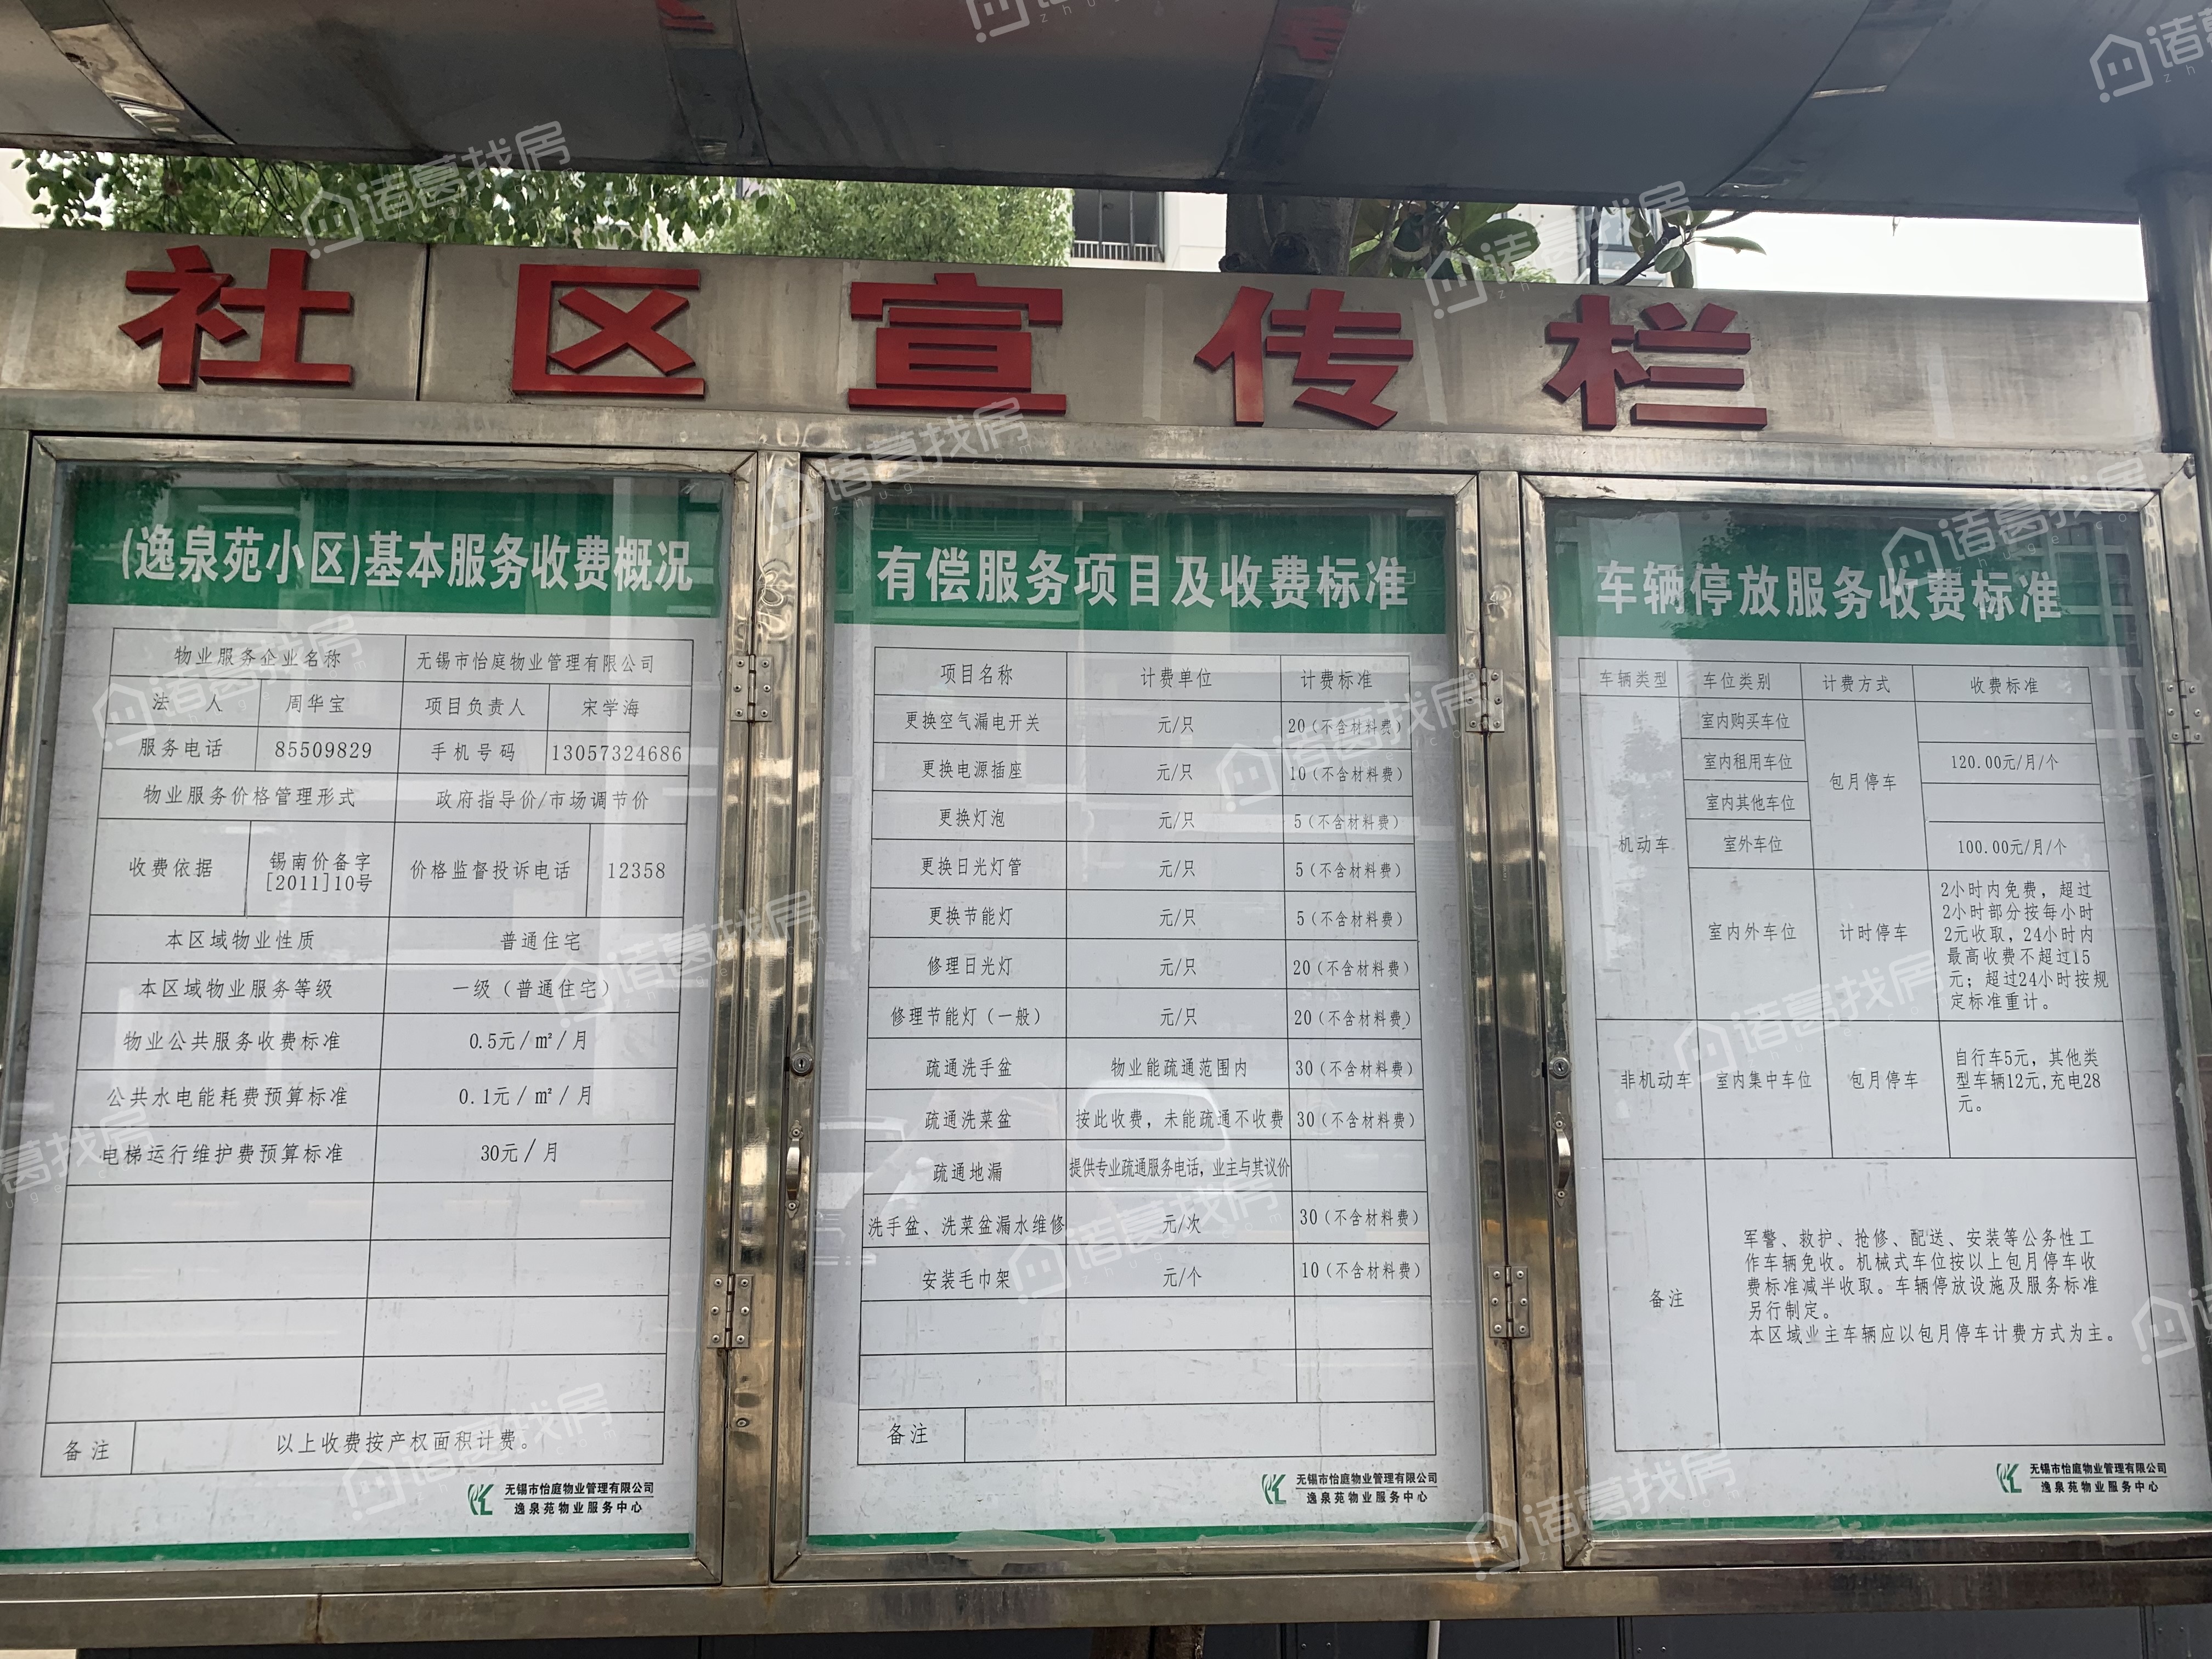 社区宣传栏
(逸泉苑小区)基本服务收费概况
物业服务企业名称 无锡市怡庭物业管理有限公司
法 人 周华宝 项目负责人 宋学海
服务电话 85509829 手机号码 13057324686
物业服务价格管理形式 政府指导价/市场调节价
收费依据 锡南价备字
[2011]10号 价格监督投诉电话 12358
本区域物业性质 普通住宅
本区域物业服务等级 一级（普通住宅）
物业公共服务收费标准 0.5元/㎡/月
公共水电能耗费预算标准 0.1元/㎡/月
电梯运行维护费预算标准 30元/月
备注 以上收费按产权面积计费。
无锡市怡庭物业管理有限公司
逸泉苑物业服务中心
有偿服务项目及收费标准
项目名称 计费单位 计费标准
更换空气漏电开关 元/只 20(不含材料费)
更换电源插座 元/只 10(不含材料费)
更换灯泡 元/只 5(不含材料费)
更换日光灯管 元/只 5(不含材料费)
更换节能灯 元/只 5(不含材料费)
修理日光灯 元/只 20(不含材料费)
修理节能灯（一般） 元/只 20(不含材料费)
疏通洗手盆 物业能疏通范围内 30(不含材料费)
疏通洗菜盆 按此收费，未能疏通不收费 30(不含材料费)
疏通地漏 提供专业疏通服务电话，业主与其议价
洗手盆、洗菜盆漏水维修 元/次 30(不含材料费)
安装毛巾架 元/个 10(不含材料费)
备注
无锡市怡庭物业管理有限公司
逸泉苑物业服务中心
车辆停放服务收费标准
车辆类型 车位类别 计费方式 收费标准
机动车 室内购买车位 包月停车
室内租用车位 120.00元/月/个
室内其他车位
室外车位 100.00元/月/个
室内外车位 计时停车 2小时内免费，超过
2小时部分按每小时
2元收取，24小时内
最高收费不超过15
元；超过24小时按规
定标准重计。
非机动车 室内集中车位 包月停车 自行车5元，其他类
型车辆12元,充电28
元。
备注 军警、救护、抢修、配送、安装等公务性工
作车辆免收。机械式车位按以上包月停车收
费标准减半收取。车辆停放设施及服务标准
另行制定。
本区域业主车辆应以包月停车计费方式为主。
无锡市怡庭物业管理有限公司
逸泉苑物业服务中心
诸葛找房
zhuge.com